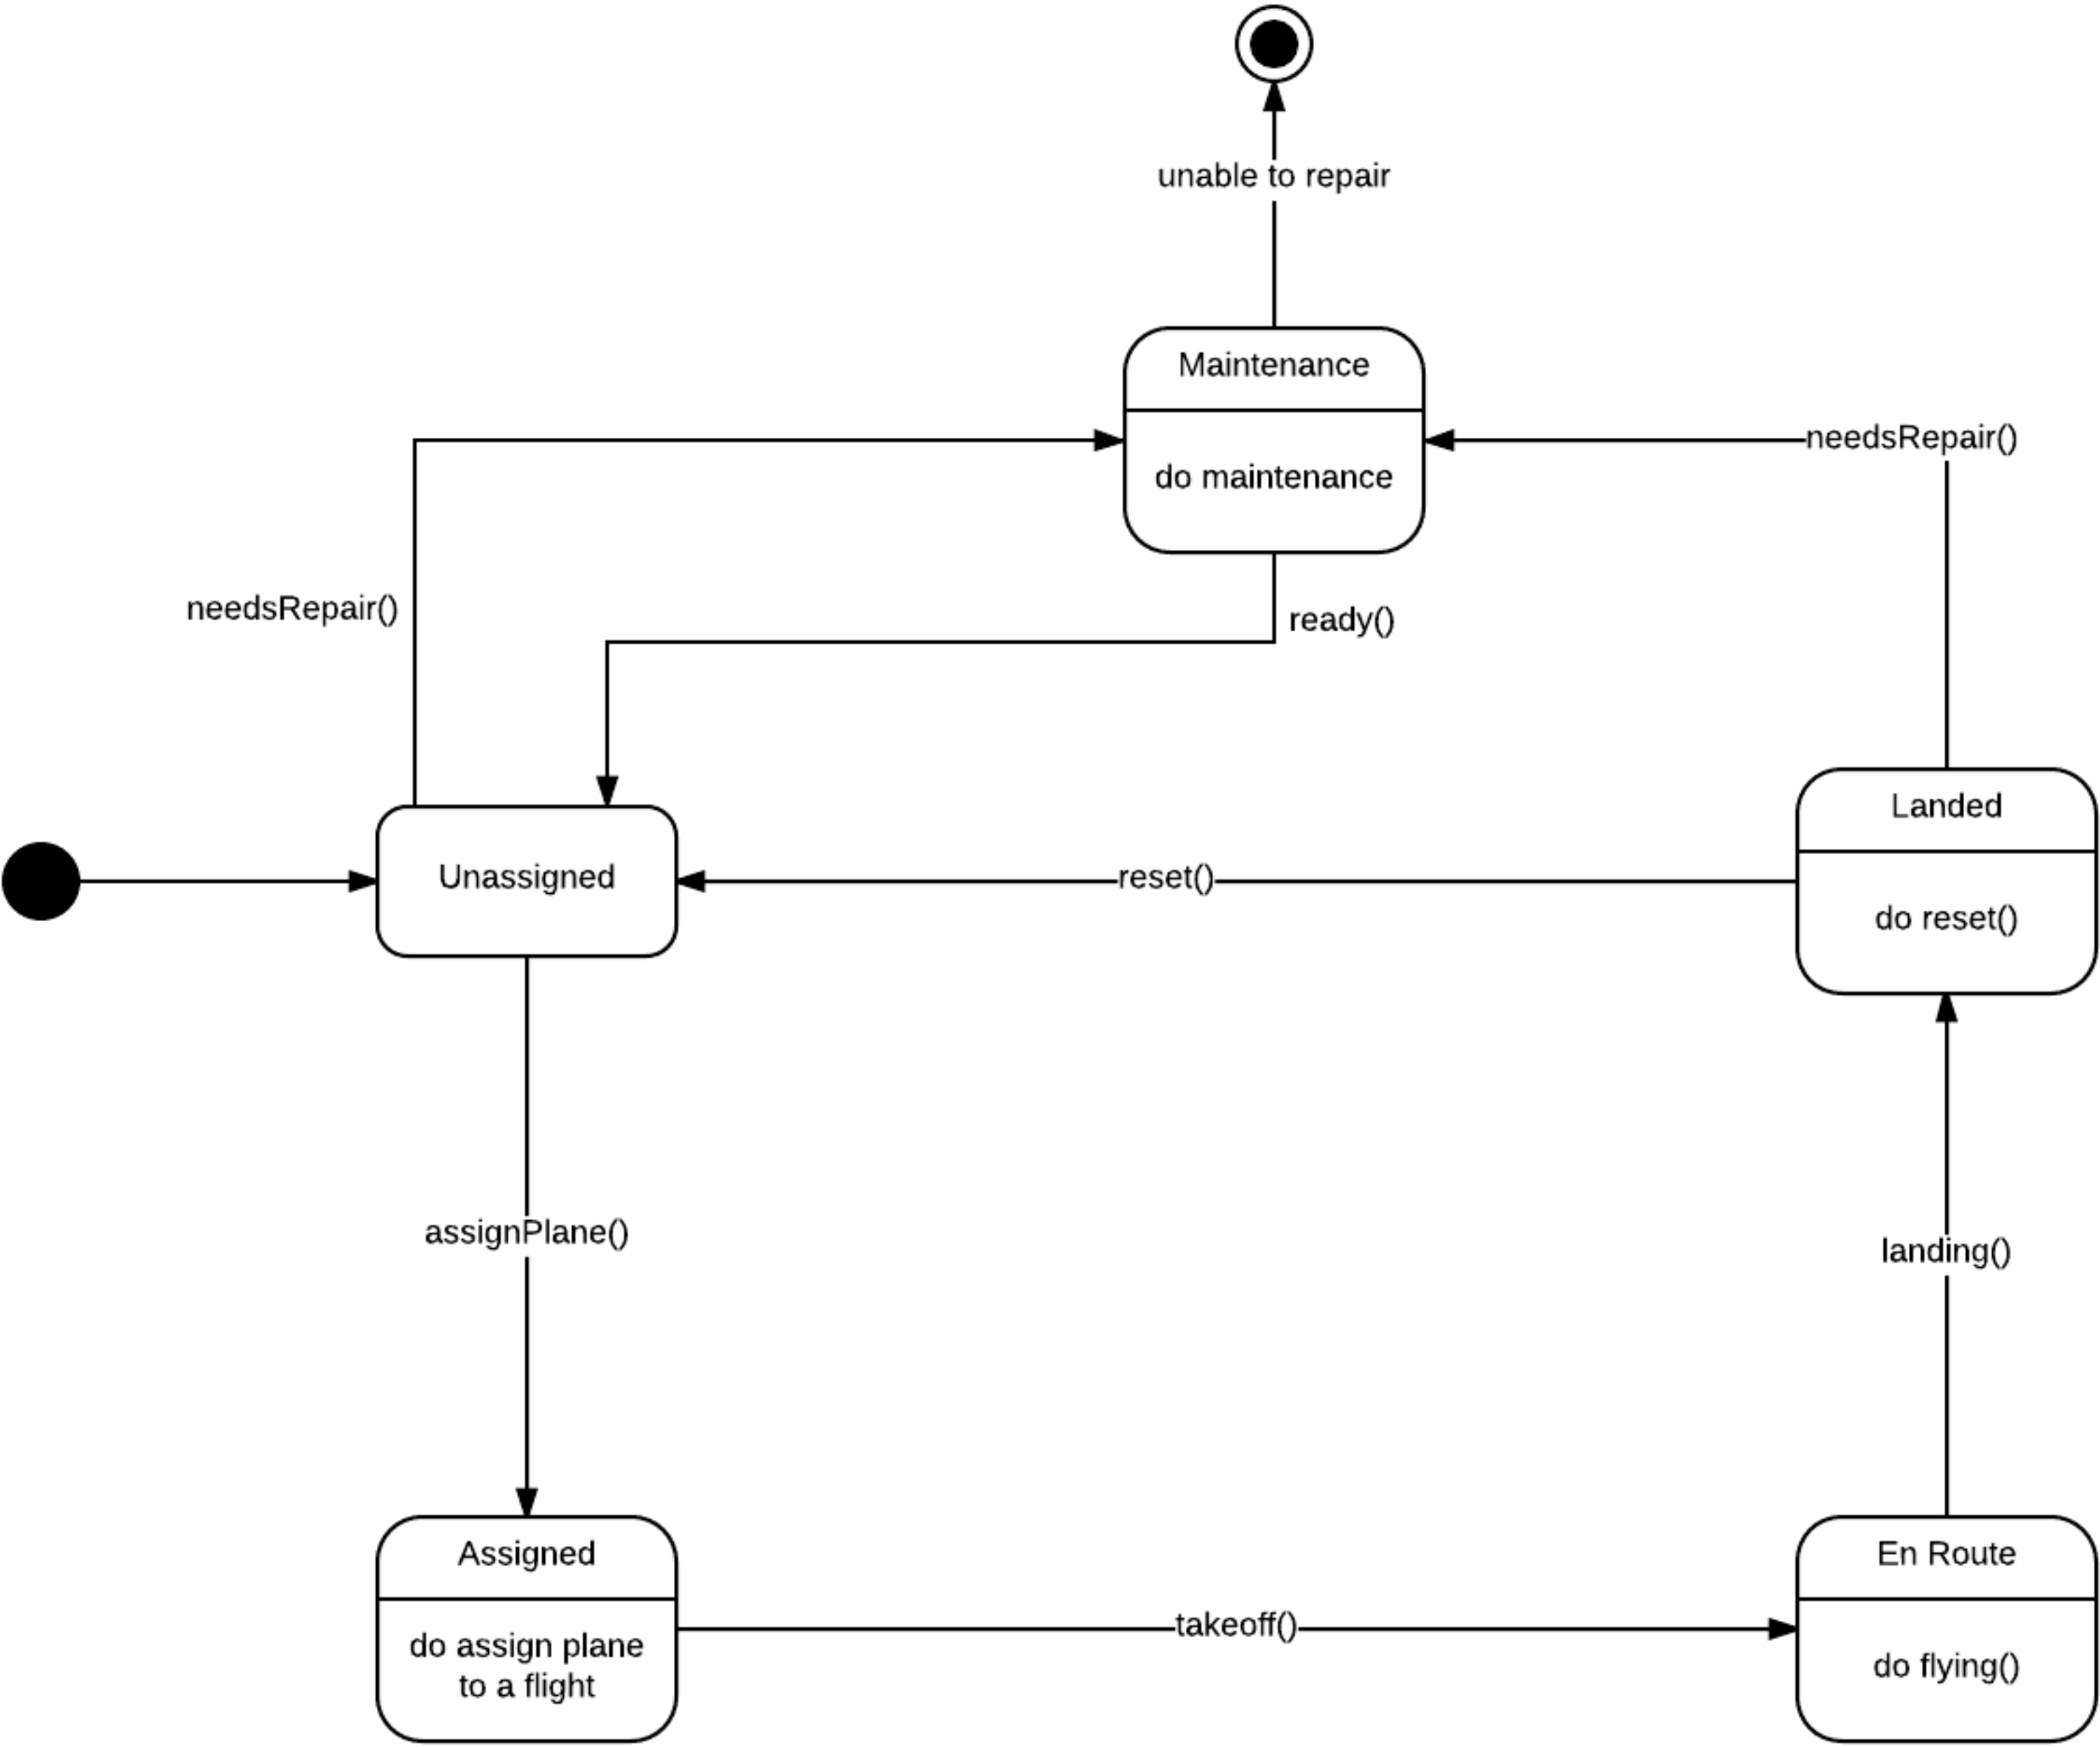 unable to repair
Maintenance
do maintenance
needsRepair()
needsRepair()
ready()
Unassigned
reset()
Landed
do reset()
assignPlane()
landing()
Assigned
do assign plane
to a flight
takeoff()
En Route
do flying()